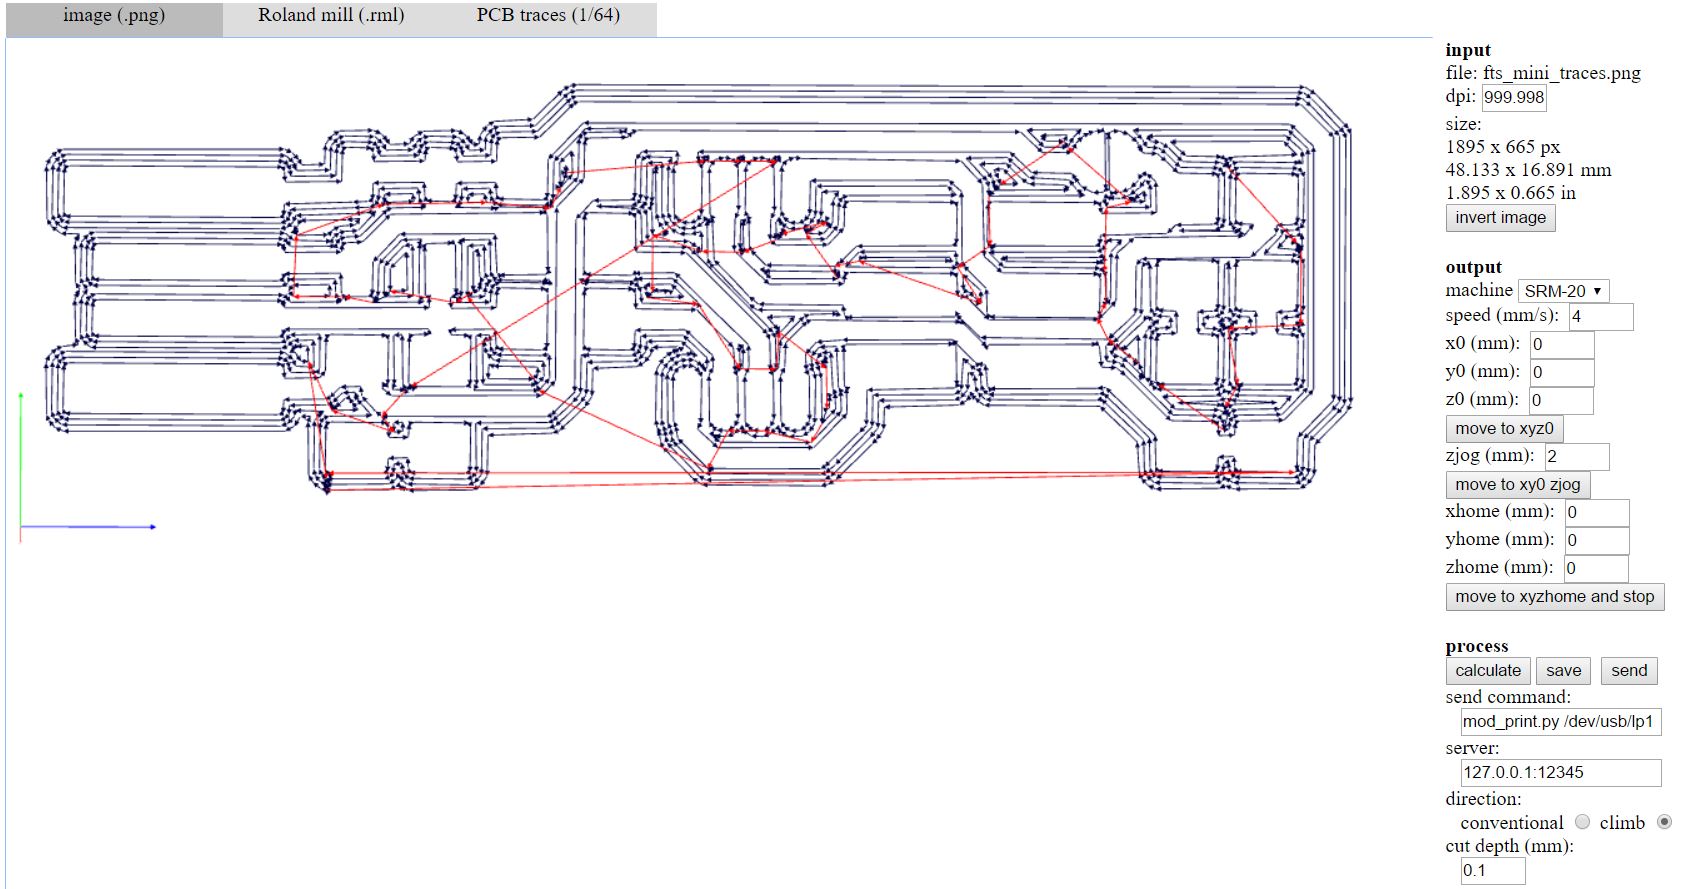 image (.png) Roland mill (.rml) PCB traces (1/64)
input
file: fts_mini_traces.png
dpi: 999.998
size:
1895 x 665 px
48.133 x 16.891 mm
1.895 x 0.665 in
invert image
output
machine SRM-20
speed (mm/s): 4
x0 (mm): 0
y0 (mm): 0
z0 (mm): 0
move to xyz0
zjog (mm): 2
move to xy0 zjog
xhome (mm): 0
yhome (mm): 0
zhome (mm): 0
move to xyzhome and stop
process
calculate save send
send command:
mod_print.py /dev/usb/lp1
server:
127.0.0.1:12345
direction:
conventional climb
cut depth (mm):
0.1